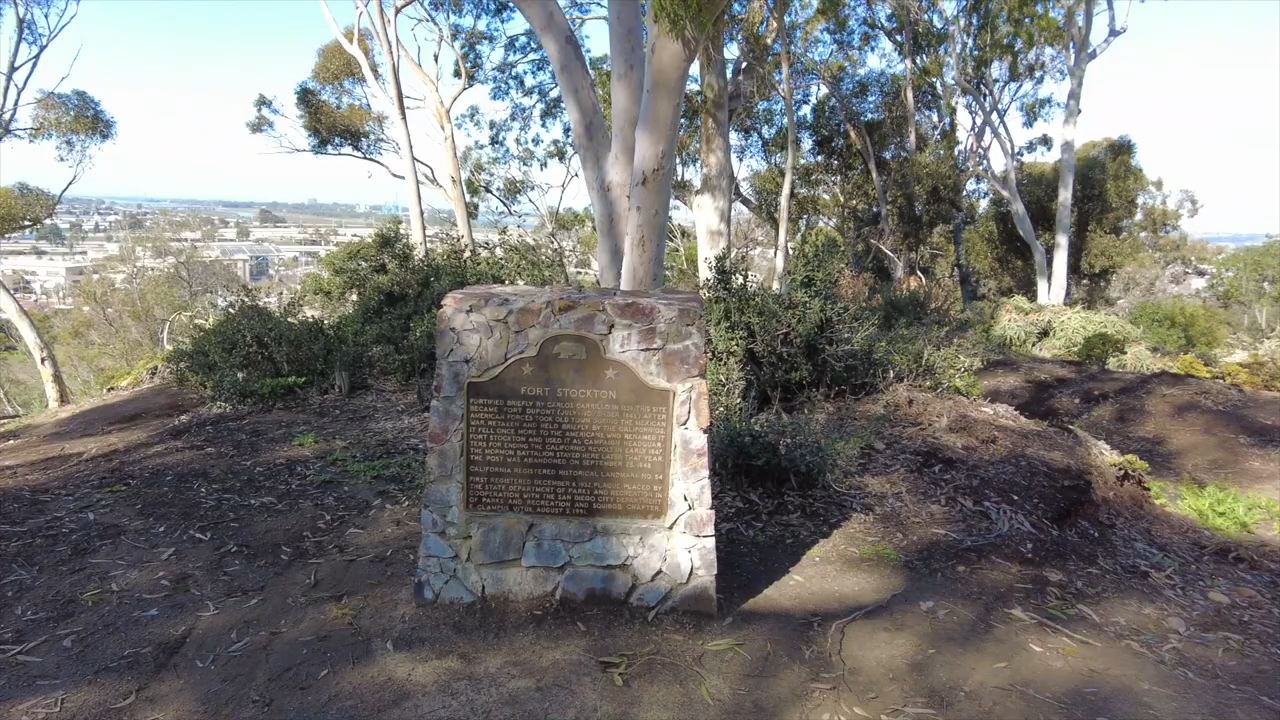 FORT STOCKTON
FORTIFIED BRIEFLY BY CARLOS CARRILLO IN 1838, THIS SITE
BECAME FORT DUPONT (JULY - NOVEMBER 1846) AFTER
AMERICAN FORCES TOOK OLD TOWN DURING THE MEXICAN
WAR. RETAKEN AND HELD BRIEFLY BY THE CALIFORNIOS,
IT FELL ONCE MORE TO THE AMERICANS, WHO RENAMED IT
FORT STOCKTON AND USED IT AS CAMPAIGN HEADQUAR-
TERS FOR ENDING THE CALIFORNIO REVOLT IN EARLY 1847.
THE MORMON BATTALION STAYED HERE LATER THAT YEAR.
THE POST WAS ABANDONED ON SEPTEMBER 25, 1848.
CALIFORNIA REGISTERED HISTORICAL LANDMARK NO. 54
FIRST REGISTERED DECEMBER 6, 1932. PLAQUE PLACED BY
THE STATE DEPARTMENT OF PARKS AND RECREATION IN
COOPERATION WITH THE SAN DIEGO CITY DEPARTMENT
OF PARKS AND RECREATION AND SQUIBOB CHAPTER,
E CLAMPUS VITUS, AUGUST 3, 1996.